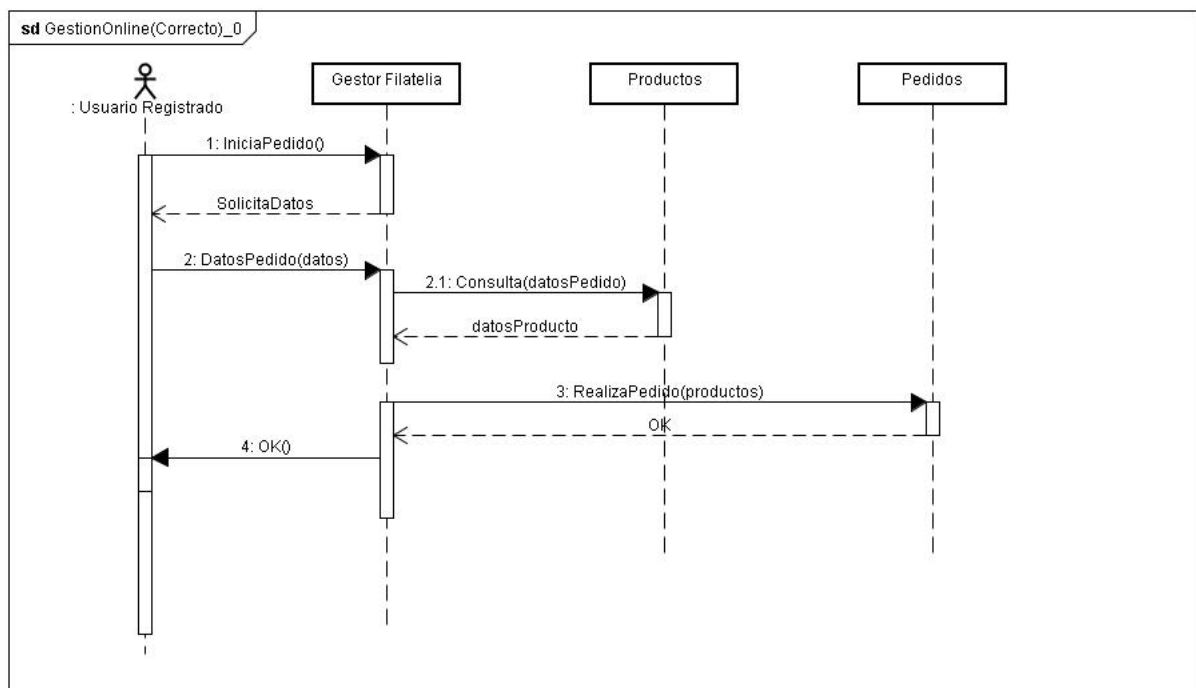 sd GestionOnline(Correcto)_0
: Usuario Registrado
Gestor Filatelia
Productos
Pedidos
1: IniciaPedido()
SolicitaDatos
2: DatosPedido(datos)
2.1: Consulta(datosPedido)
datosProducto
3: RealizaPedido(productos)
OK
4: OK()